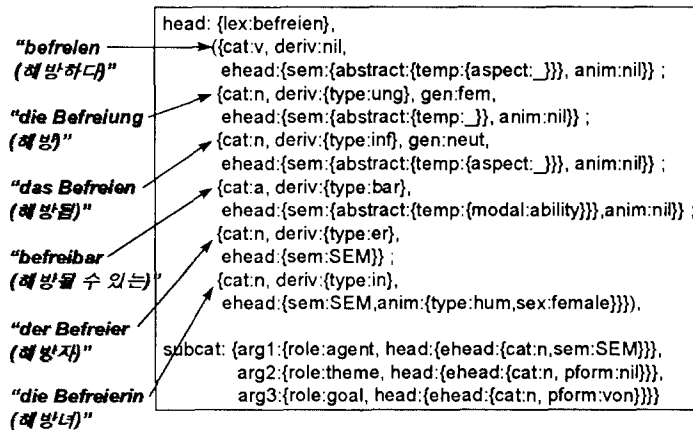 head: {lex:befreien},
"befreien
(해방하다)"
({cat:v, deriv:nil,
ehead:{sem:{abstract:{temp:{aspect:_}}}, anim:nil}} ;
"die Befreiung
(해방)"
{cat:n, deriv:{type:ung}, gen:fem,
ehead:{sem:{abstract:{temp:_}}, anim:nil}} ;
"das Befreien
(해방됨)"
{cat:n, deriv:{type:inf}, gen:neut,
ehead:{sem:{abstract:{temp:{aspect:_}}}, anim:nil}} ;
"befreibar
(해방될 수 있는)"
{cat:a, deriv:{type:bar},
ehead:{sem:{abstract:{temp:{modal:ability}}},anim:nil}} ;
"der Befreier
(해방자)"
{cat:n, deriv:{type:er},
ehead:{sem:SEM}} ;
"die Befreierin
(해방녀)"
{cat:n, deriv:{type:in},
ehead:{sem:SEM,anim:{type:hum,sex:female}}}),
subcat: {arg1:{role:agent, head:{ehead:{cat:n,sem:SEM}}},
arg2:{role:theme, head:{ehead:{cat:n, pform:nil}}},
arg3:{role:goal, head:{ehead:{cat:n, pform:von}}}}